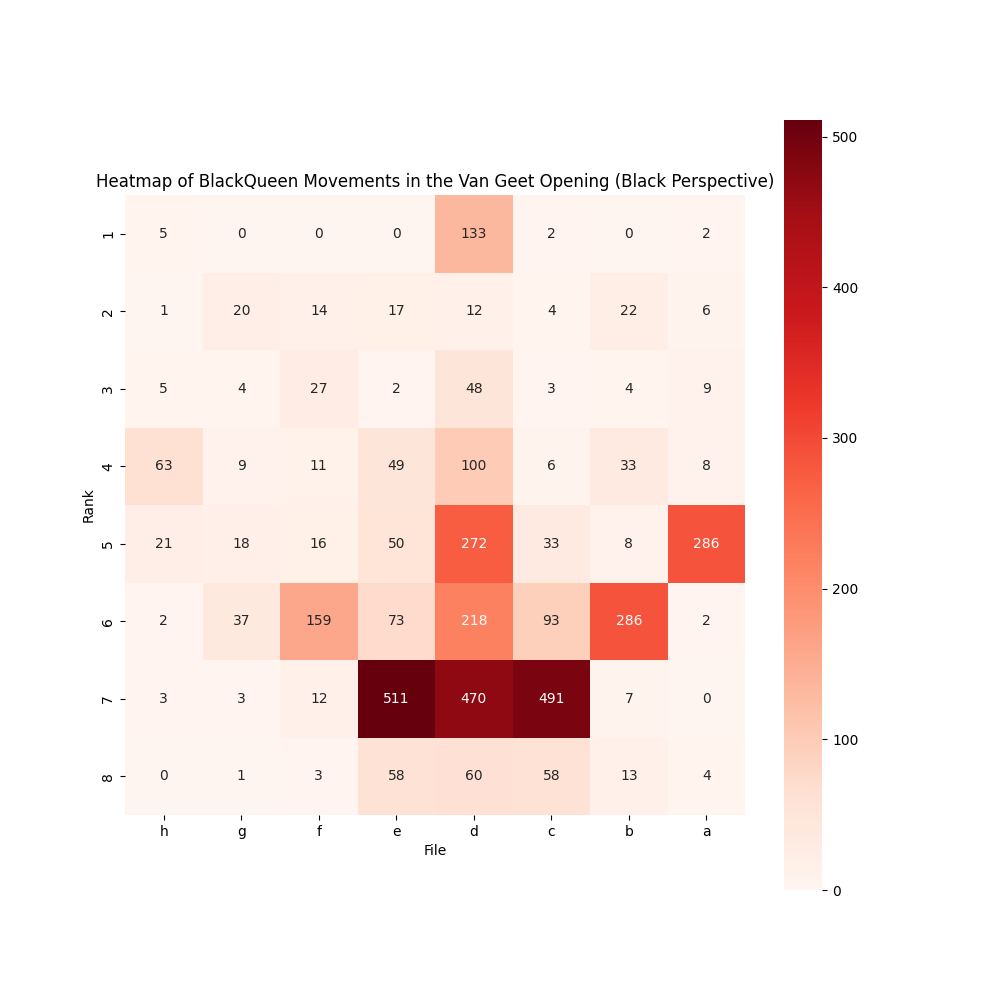 Heatmap of BlackQueen Movements in the Van Geet Opening (Black Perspective)
1 5 0 0 0 133 2 0 2
2 1 20 14 17 12 4 22 6
3 5 4 27 2 48 3 4 9
4 63 9 11 49 100 6 33 8
5 21 18 16 50 272 33 8 286
6 2 37 159 73 218 93 286 2
7 3 3 12 511 470 491 7 0
8 0 1 3 58 60 58 13 4
h g f e d c b a
File
Rank
500
400
300
200
100
0